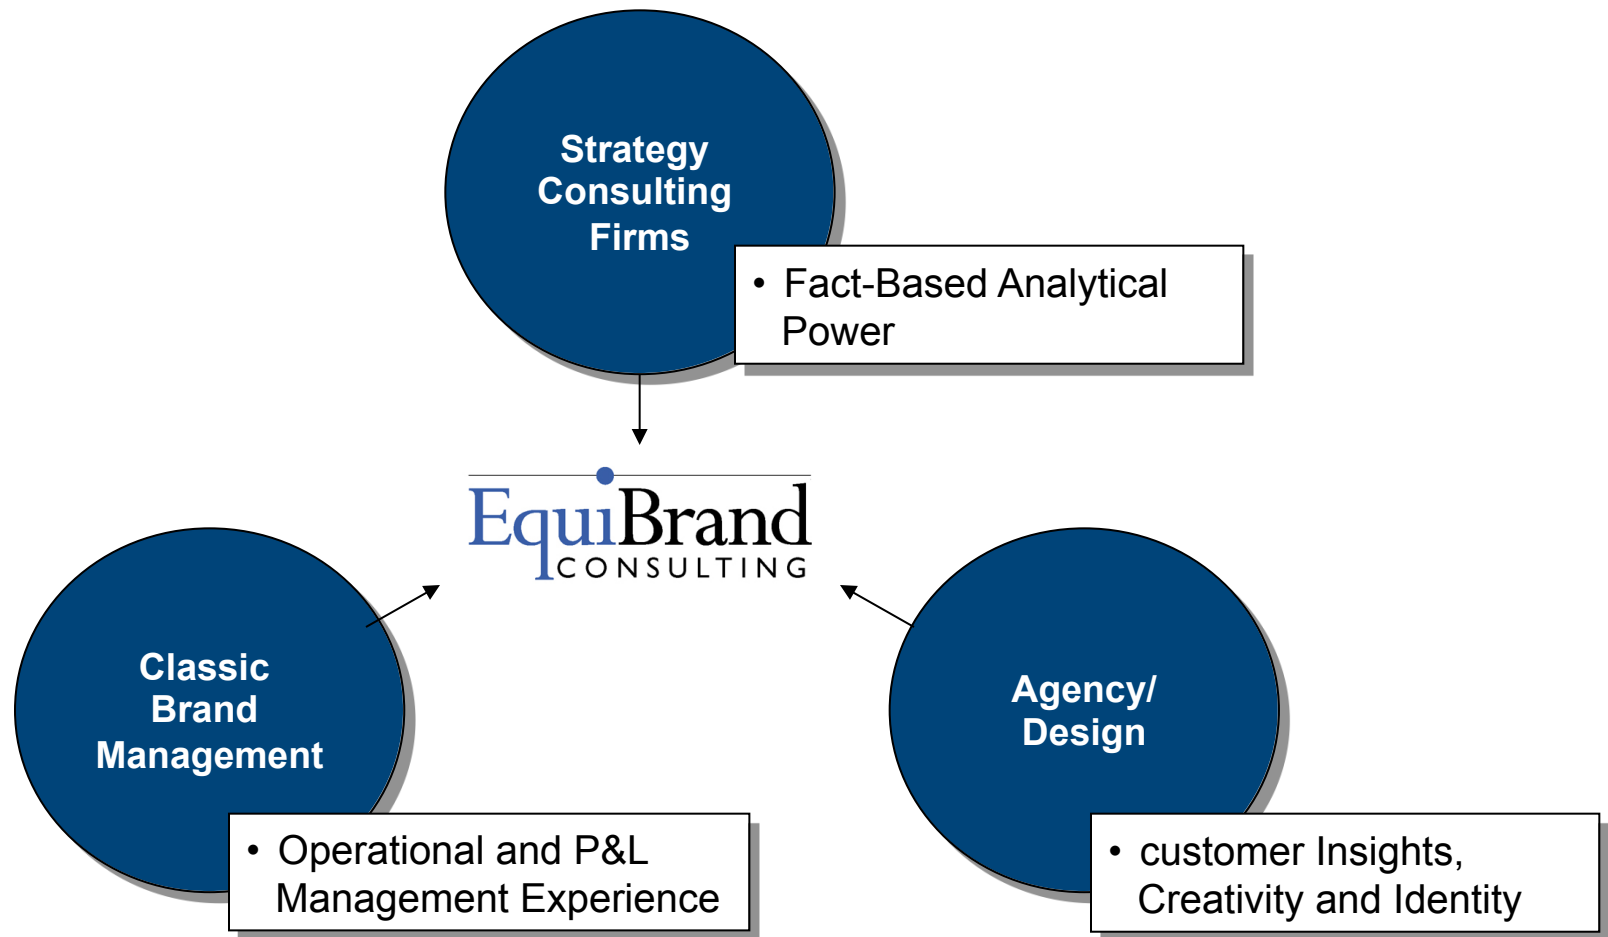 Strategy
Consulting
Firms
• Fact-Based Analytical
Power
EquiBrand
CONSULTING
Classic
Brand
Management
• Operational and P&L
Management Experience
Agency/
Design
• customer Insights,
Creativity and Identity